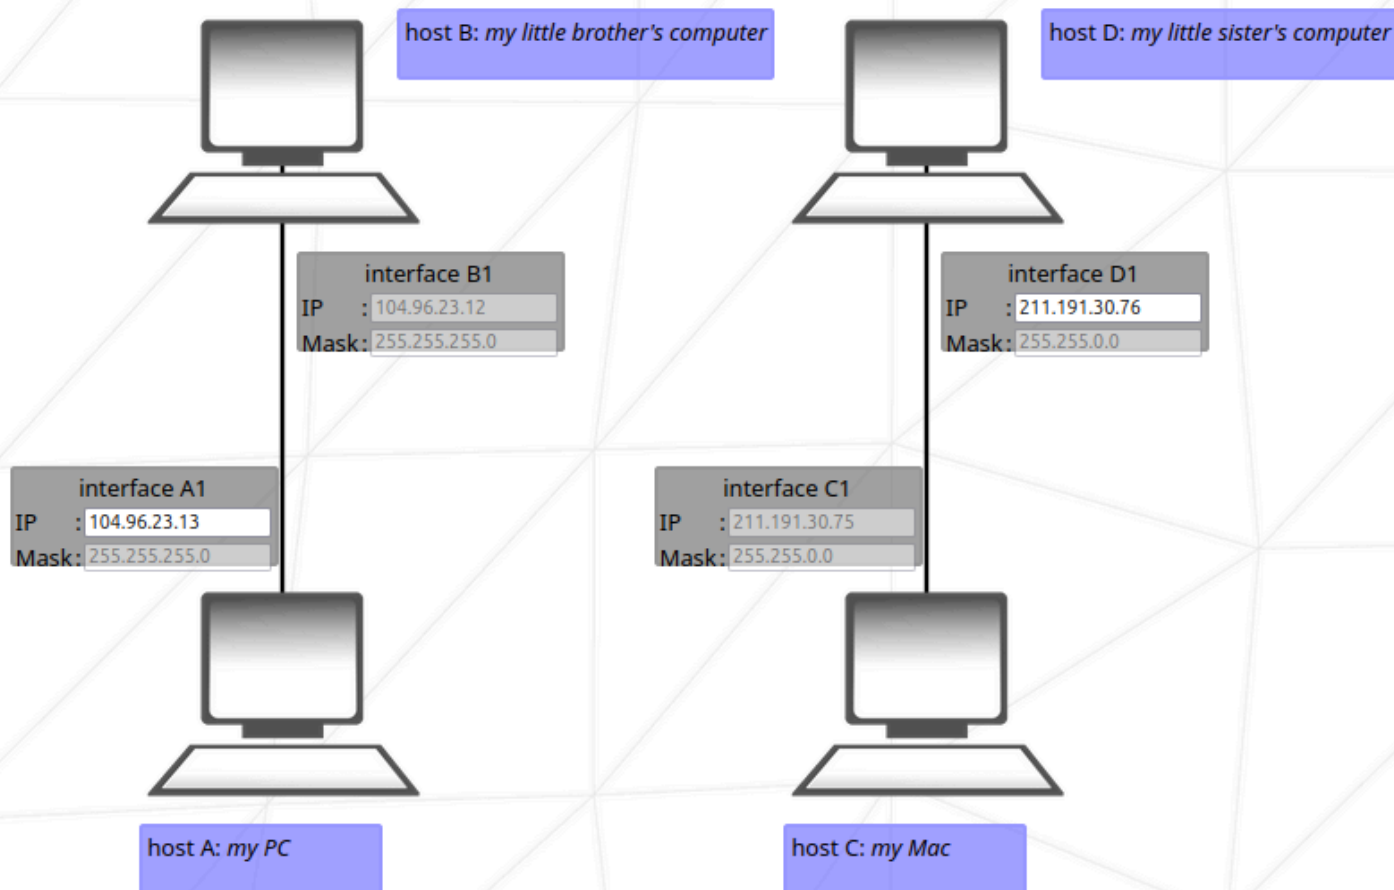 host B: my little brother's computer
host D: my little sister's computer
interface B1
IP : 104.96.23.12
Mask: 255.255.255.0
interface D1
IP : 211.191.30.76
Mask: 255.255.0.0
interface A1
IP : 104.96.23.13
Mask: 255.255.255.0
interface C1
IP : 211.191.30.75
Mask: 255.255.0.0
host A: my PC
host C: my Mac